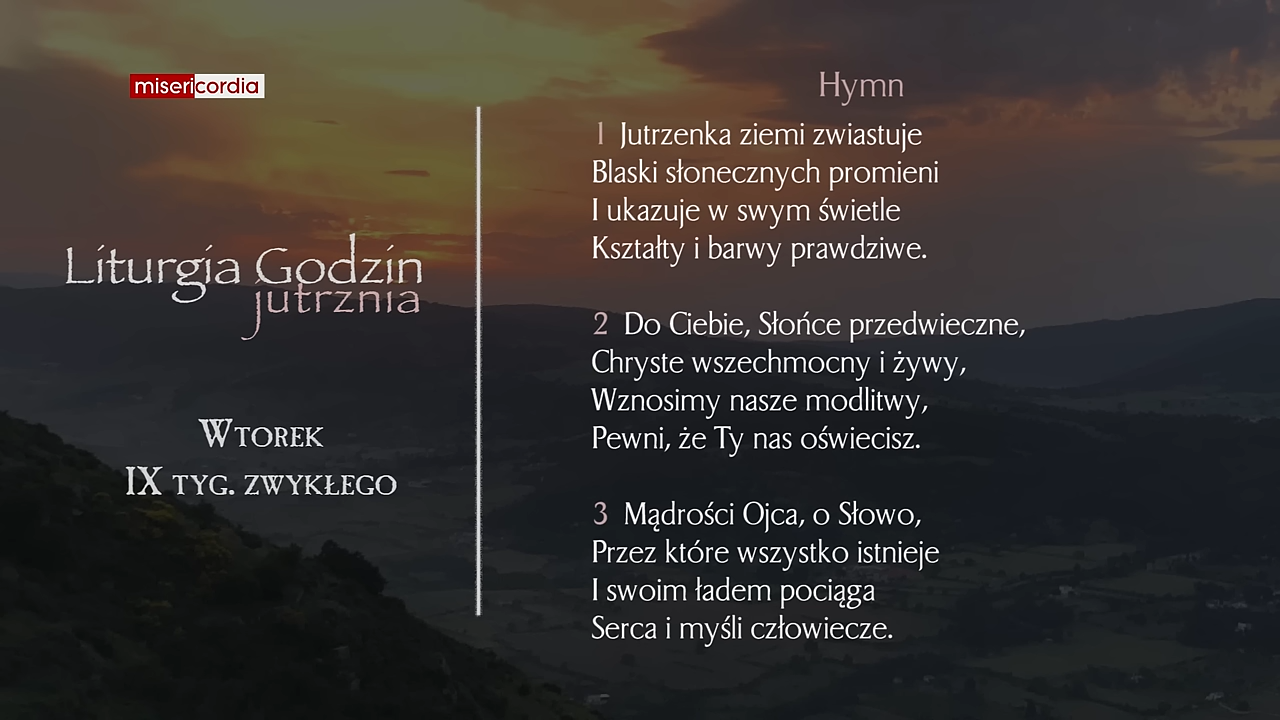 misericordia
Liturgia Godzin
jutrznia
Wtorek
IX tyg. zwykłego
Hymn
1 Jutrzenka ziemi zwiastuje
Blaski słonecznych promieni
I ukazuje w swym świetle
Kształty i barwy prawdziwe.
2 Do Ciebie, Słońce przedwieczne,
Chryste wszechmocny i żywy,
Wznosimy nasze modlitwy,
Pewni, że Ty nas oświecisz.
3 Mądrości Ojca, o Słowo,
Przez które wszystko istnieje
I swoim ładem pociąga
Serca i myśli człowiecze.